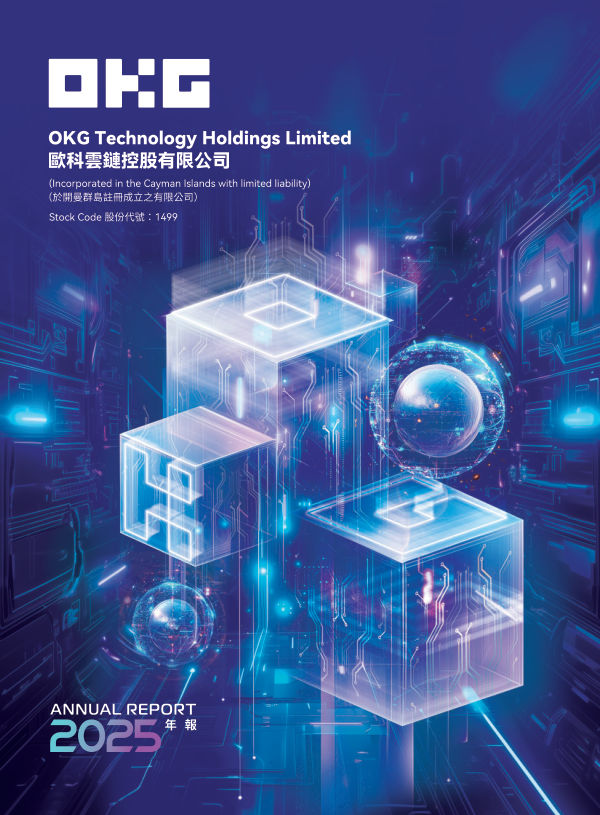 OKG
OKG Technology Holdings Limited
歐科雲鏈控股有限公司
(Incorporated in the Cayman Islands with limited liability)
(於開曼群島註冊成立之有限公司)
Stock Code 股份代號：1499
ANNUAL REPORT
2025 年報